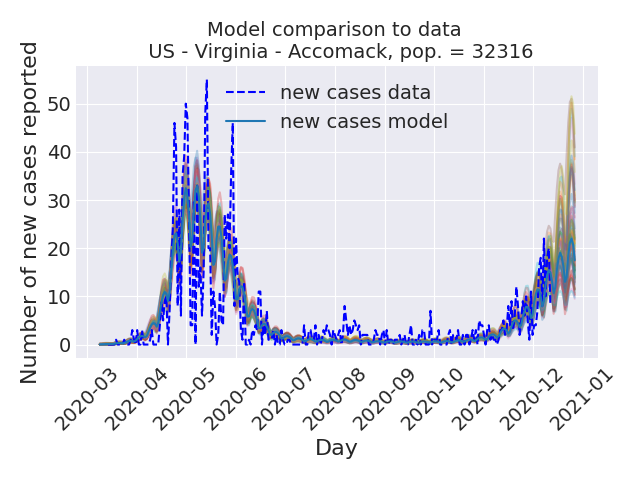 Model comparison to data
US - Virginia - Accomack, pop. = 32316
Number of new cases reported
50
40
30
20
10
0
new cases data
new cases model
2020-03
2020-04
2020-05
2020-06
2020-07
2020-08
2020-09
2020-10
2020-11
2020-12
2021-01
Day